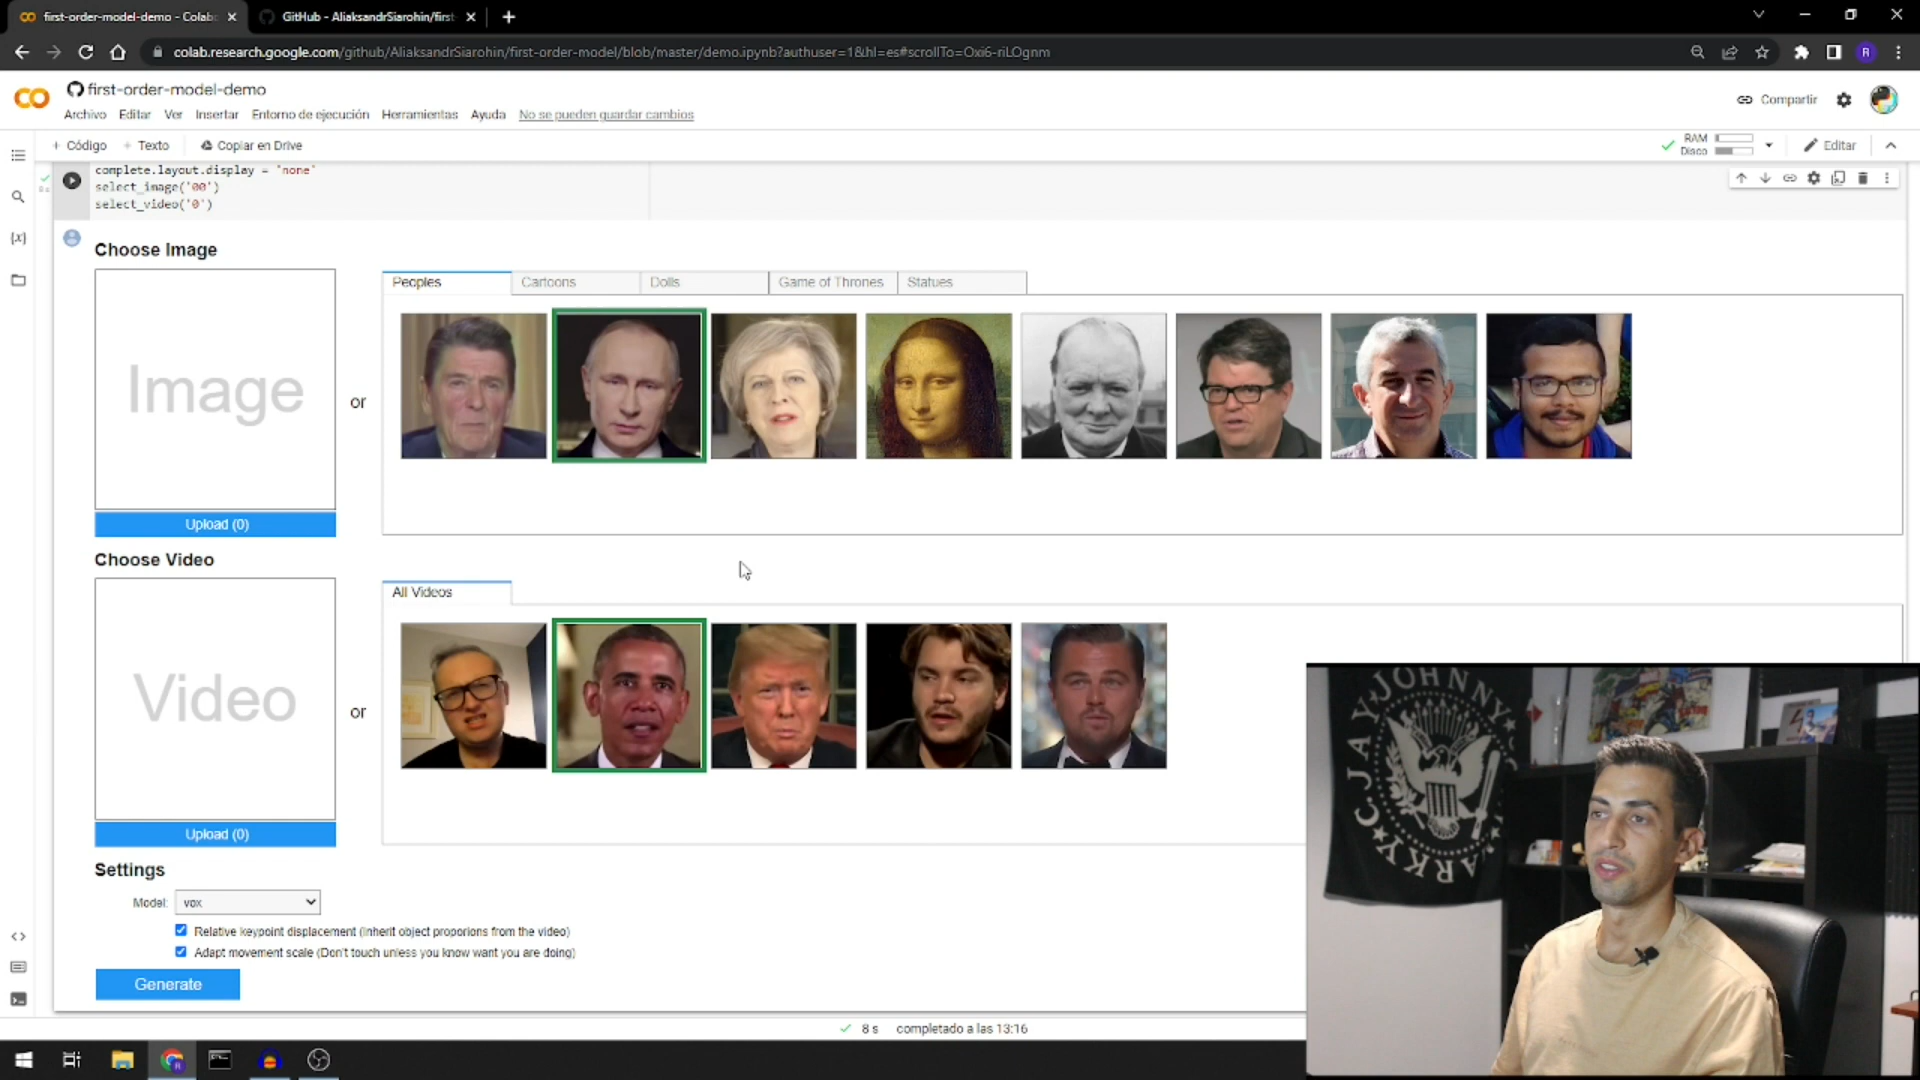 first-order-model-demo - Colab
GitHub - AliaksandrSiarohin/first
colab.research.google.com/github/AliaksandrSiarohin/first-order-model/blob/master/demo.ipynb?authuser=1&hl=es#scrollTo=Oxi6-riLOgnm
R
CO
first-order-model-demo
Archivo Editar Ver Insertar Entorno de ejecución Herramientas Ayuda No se pueden guardar cambios
Compartir
+ Código + Texto Copiar en Drive
RAM
Disco
Editar
complete.layout.display = 'none'
select_image('00')
select_video('0')
{x}
Choose Image
Image
Upload (0)
or
Peoples Cartoons Dolls Game of Thrones Statues
Choose Video
Video
Upload (0)
or
All Videos
Settings
Model: vox
Relative keypoint displacement (Inherit object proporions from the video)
Adapt movement scale (Don't touch unless you know want you are doing)
Generate
8 s completado a las 13:16
JOHNNY
C.JAY
ARKY